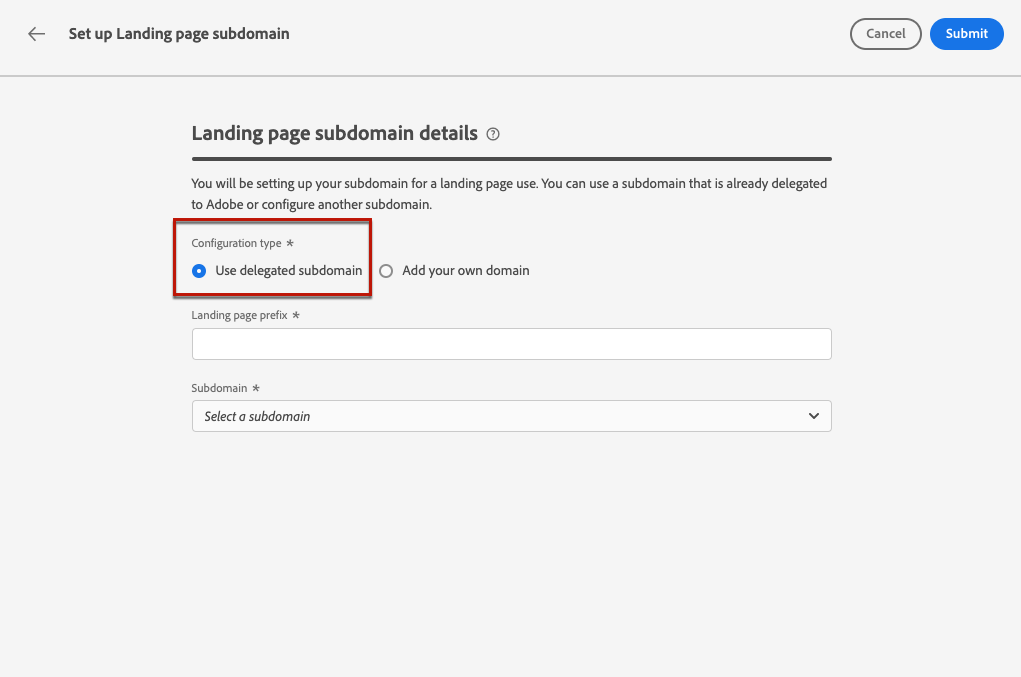 Set up Landing page subdomain
Cancel
Submit
Landing page subdomain details
You will be setting up your subdomain for a landing page use. You can use a subdomain that is already delegated
to Adobe or configure another subdomain.
Configuration type *
Use delegated subdomain
Add your own domain
Landing page prefix *
Subdomain *
Select a subdomain